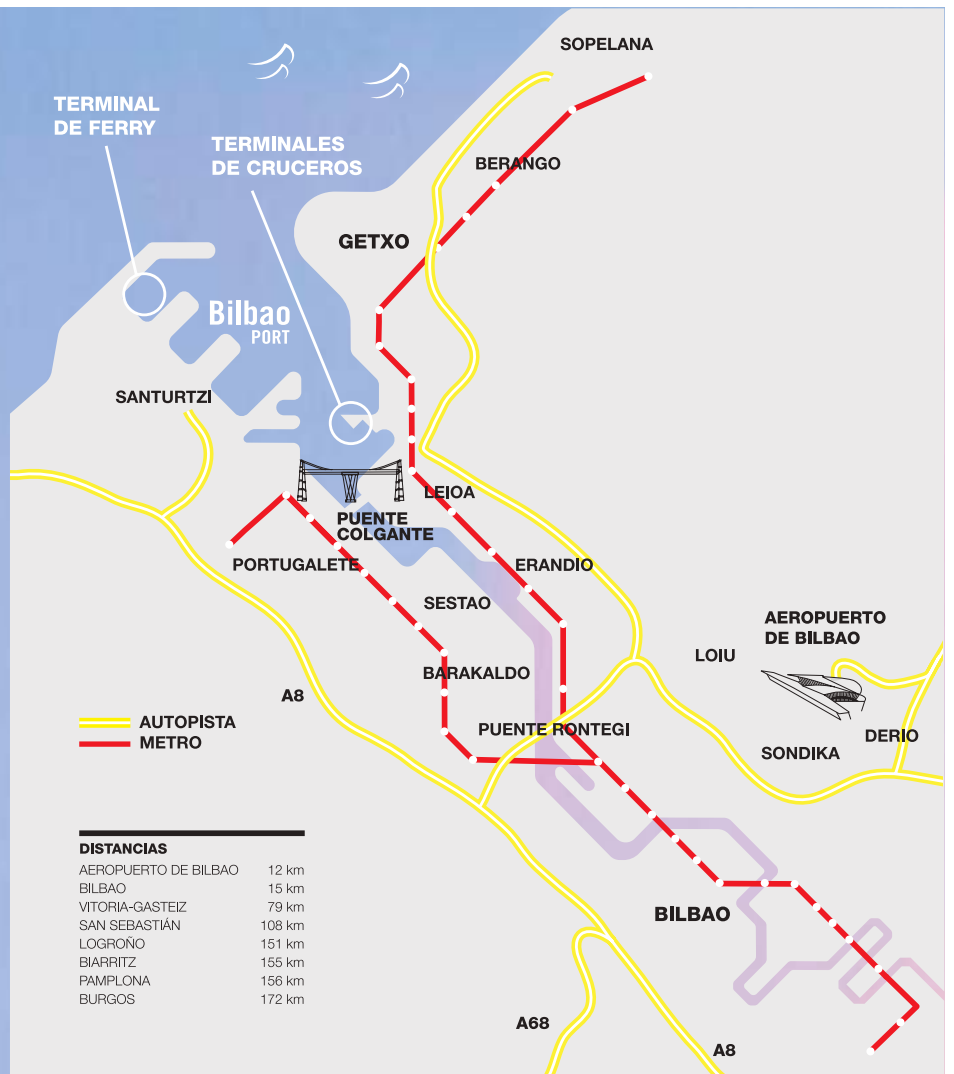 SOPELANA
TERMINAL
DE FERRY
TERMINALES
DE CRUCEROS
BERANGO
GETXO
Bilbao
PORT
SANTURTZI
LEIOA
PUENTE
COLGANTE
PORTUGALETE
ERANDIO
SESTAO
AEROPUERTO
DE BILBAO
LOIU
BARAKALDO
A8
AUTOPISTA
METRO
PUENTE RONTEGI
DERIO
SONDIKA
DISTANCIAS
AEROPUERTO DE BILBAO 12 km
BILBAO 15 km
VITORIA-GASTEIZ 79 km
SAN SEBASTIÁN 108 km
LOGROÑO 151 km
BIARRITZ 155 km
PAMPLONA 156 km
BURGOS 172 km
BILBAO
A68
A8